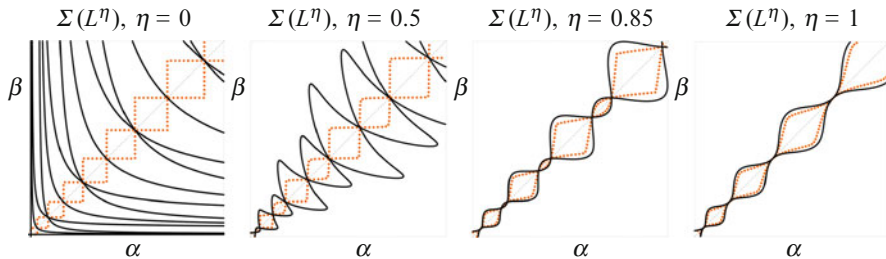 Σ(L^η), η = 0
Σ(L^η), η = 0.5
Σ(L^η), η = 0.85
Σ(L^η), η = 1
β
β
β
β
α
α
α
α